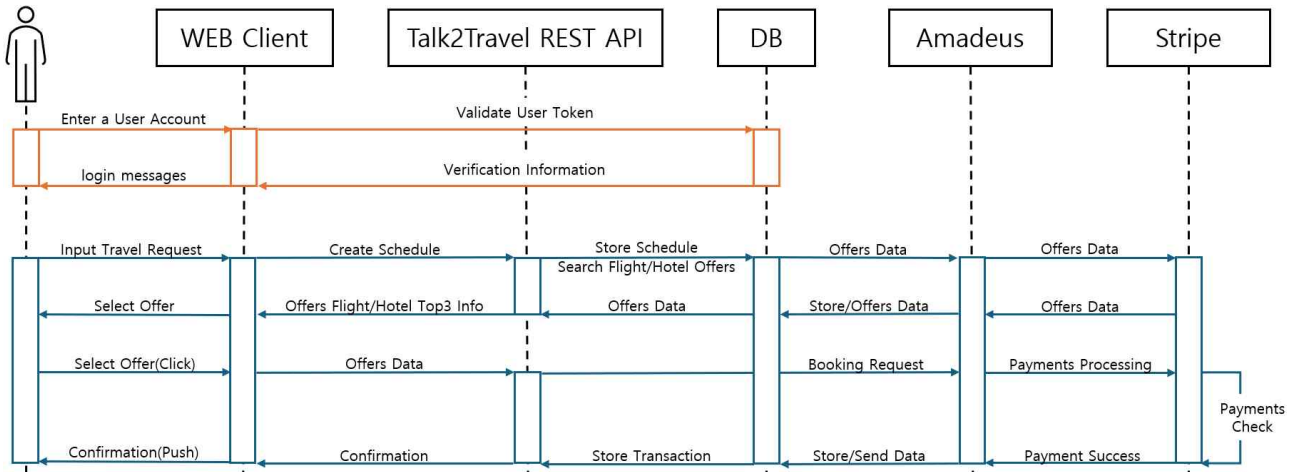 WEB Client
Talk2Travel REST API
DB
Amadeus
Stripe
Enter a User Account
Validate User Token
login messages
Verification Information
Input Travel Request
Create Schedule
Store Schedule
Search Flight/Hotel Offers
Offers Data
Offers Data
Select Offer
Offers Flight/Hotel Top3 Info
Offers Data
Store/Offers Data
Offers Data
Select Offer(Click)
Offers Data
Booking Request
Payments Processing
Payments
Check
Confirmation(Push)
Confirmation
Store Transaction
Store/Send Data
Payment Success